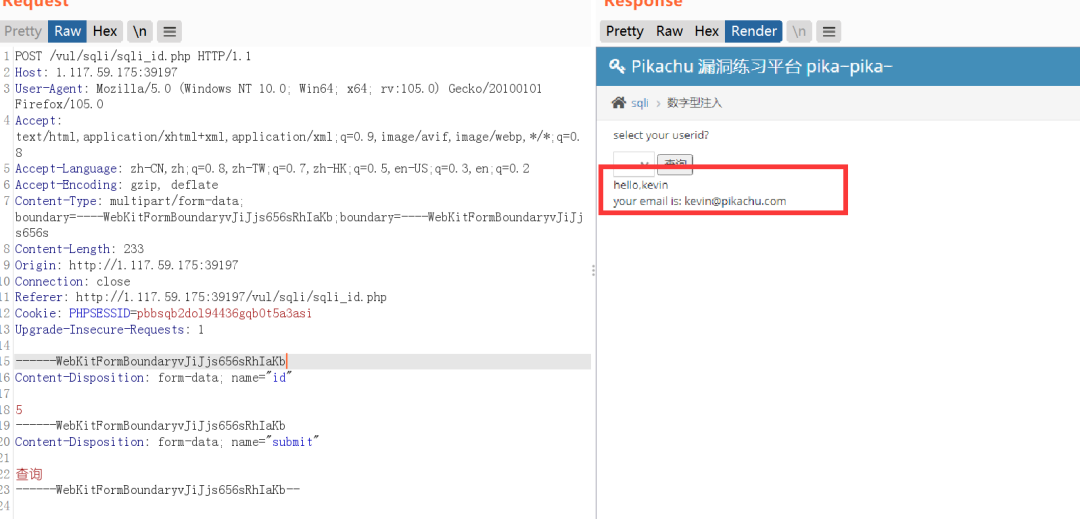 Request
Pretty Raw Hex \n
1 POST /vul/sqli/sqli_id.php HTTP/1.1
2 Host: 1.117.59.175:39197
3 User-Agent: Mozilla/5.0 (Windows NT 10.0; Win64; x64; rv:105.0) Gecko/20100101
Firefox/105.0
4 Accept:
text/html,application/xhtml+xml,application/xml;q=0.9,image/avif,image/webp,*/*;q=0.
8
5 Accept-Language: zh-CN,zh;q=0.8,zh-TW;q=0.7,zh-HK;q=0.5,en-US;q=0.3,en;q=0.2
6 Accept-Encoding: gzip, deflate
7 Content-Type: multipart/form-data;
boundary=----WebKitFormBoundaryvJiJjs656sRhIaKb;boundary=----WebKitFormBoundaryvJiJj
s656s
8 Content-Length: 233
9 Origin: http://1.117.59.175:39197
10 Connection: close
11 Referer: http://1.117.59.175:39197/vul/sqli/sqli_id.php
12 Cookie: PHPSESSID=pbbsqb2dol94436gqb0t5a3asi
13 Upgrade-Insecure-Requests: 1
14
15 ------WebKitFormBoundaryvJiJjs656sRhIaKb
16 Content-Disposition: form-data; name="id"
17
18 5
19 ------WebKitFormBoundaryvJiJjs656sRhIaKb
20 Content-Disposition: form-data; name="submit"
21
22 查询
23 ------WebKitFormBoundaryvJiJjs656sRhIaKb--
24
Response
Pretty Raw Hex Render \n
Pikachu 漏洞练习平台 pika~pika~
sqli › 数字型注入
select your userid?
查询
hello,kevin
your email is: kevin@pikachu.com